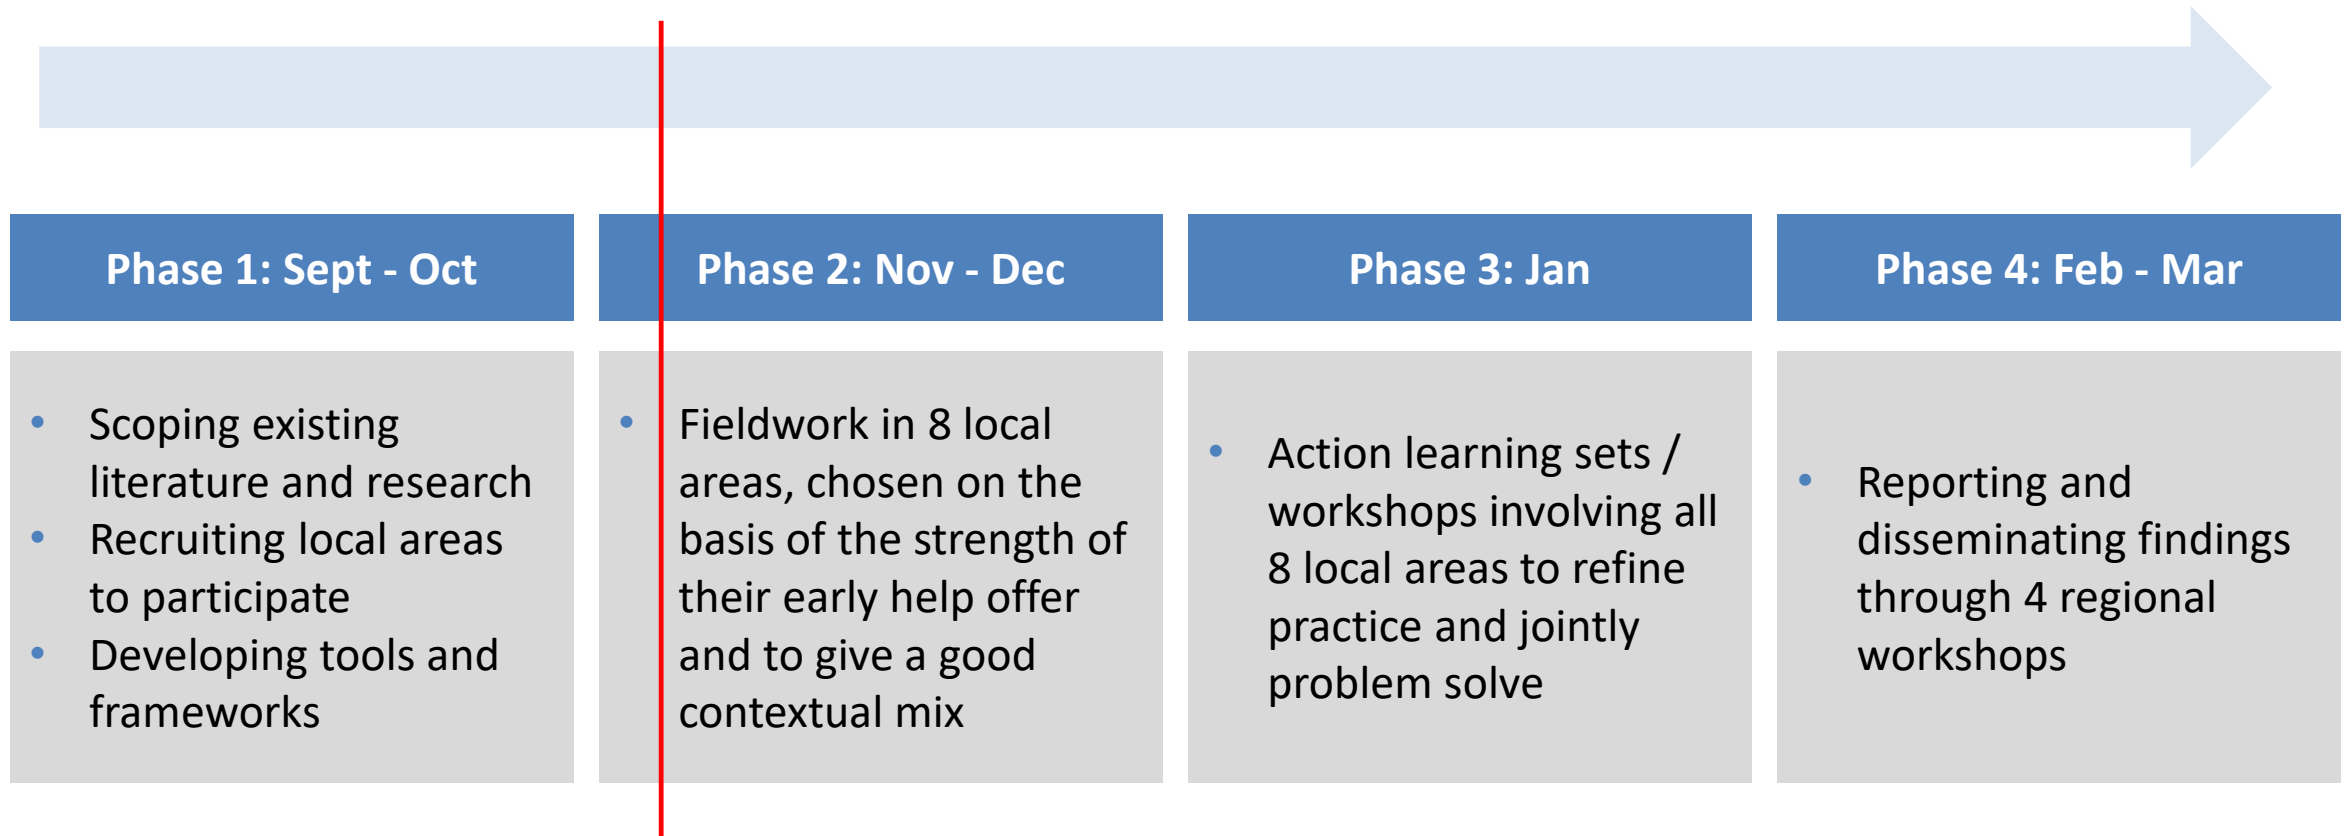 Phase 1: Sept - Oct
• Scoping existing
literature and research
• Recruiting local areas
to participate
• Developing tools and
frameworks
Phase 2: Nov - Dec
• Fieldwork in 8 local
areas, chosen on the
basis of the strength of
their early help offer
and to give a good
contextual mix
Phase 3: Jan
• Action learning sets /
workshops involving all
8 local areas to refine
practice and jointly
problem solve
Phase 4: Feb - Mar
• Reporting and
disseminating findings
through 4 regional
workshops